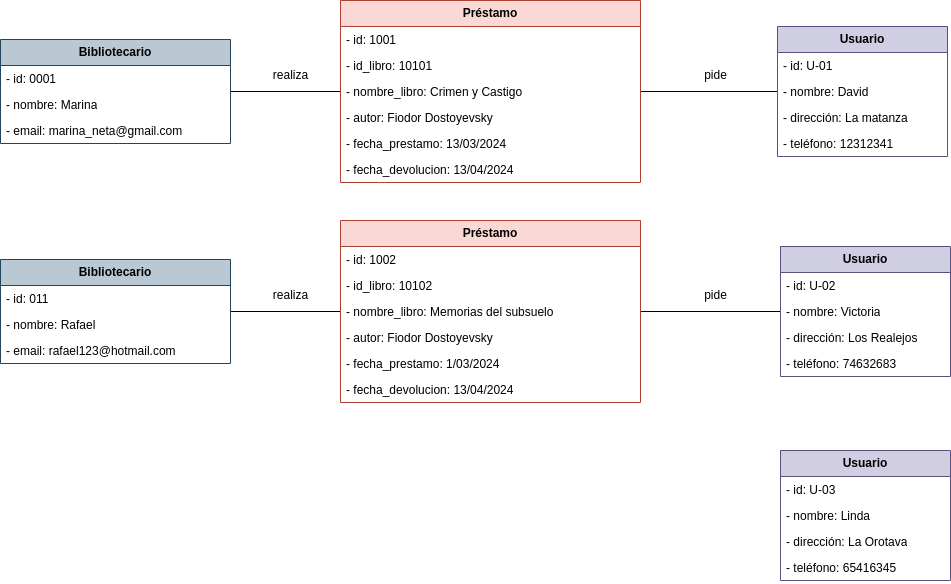 Bibliotecario
- id: 0001
- nombre: Marina
- email: marina_neta@gmail.com
realiza
Préstamo
- id: 1001
- id_libro: 10101
- nombre_libro: Crimen y Castigo
- autor: Fiodor Dostoyevsky
- fecha_prestamo: 13/03/2024
- fecha_devolucion: 13/04/2024
pide
Usuario
- id: U-01
- nombre: David
- dirección: La matanza
- teléfono: 12312341
Bibliotecario
- id: 011
- nombre: Rafael
- email: rafael123@hotmail.com
realiza
Préstamo
- id: 1002
- id_libro: 10102
- nombre_libro: Memorias del subsuelo
- autor: Fiodor Dostoyevsky
- fecha_prestamo: 1/03/2024
- fecha_devolucion: 13/04/2024
pide
Usuario
- id: U-02
- nombre: Victoria
- dirección: Los Realejos
- teléfono: 74632683
Usuario
- id: U-03
- nombre: Linda
- dirección: La Orotava
- teléfono: 65416345